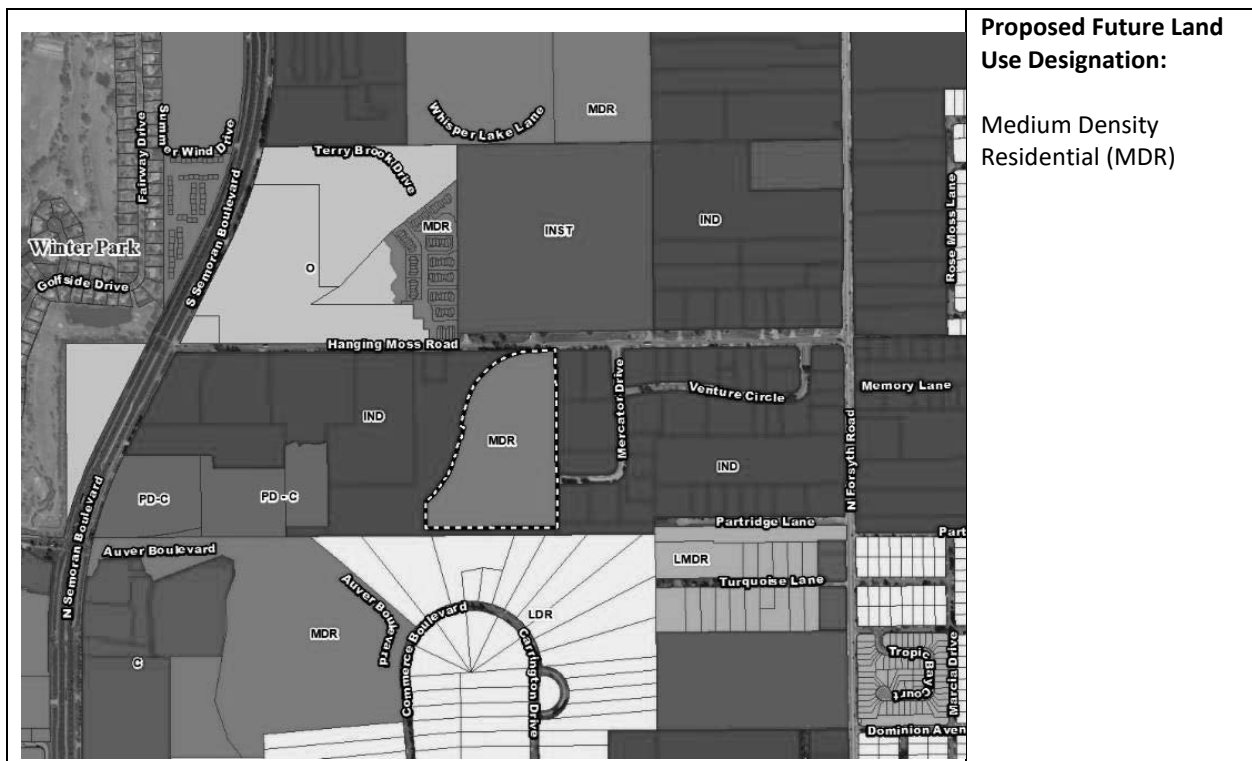 Proposed Future Land
Use Designation:
Medium Density
Residential (MDR)
Whisper Lake Lane
MDR
Fairway Drive
Summer Wind Drive
Terry Brook Drive
S Semoran Boulevard
MDR
INST
IND
Rose Moss Lane
Winter Park
O
Golfside Drive
Hanging Moss Road
Mercator Drive
Venture Circle
Memory Lane
IND
MDR
IND
N Forsyth Road
PD-C
PD - C
N Semoran Boulevard
Partridge Lane
Part
Auver Boulevard
LMDR
Turquoise Lane
Auver Boulevard
Commerce Boulevard
LDR
Carrington Drive
MDR
C
Tropic Bay Court
Marcia Drive
Dominion Aven